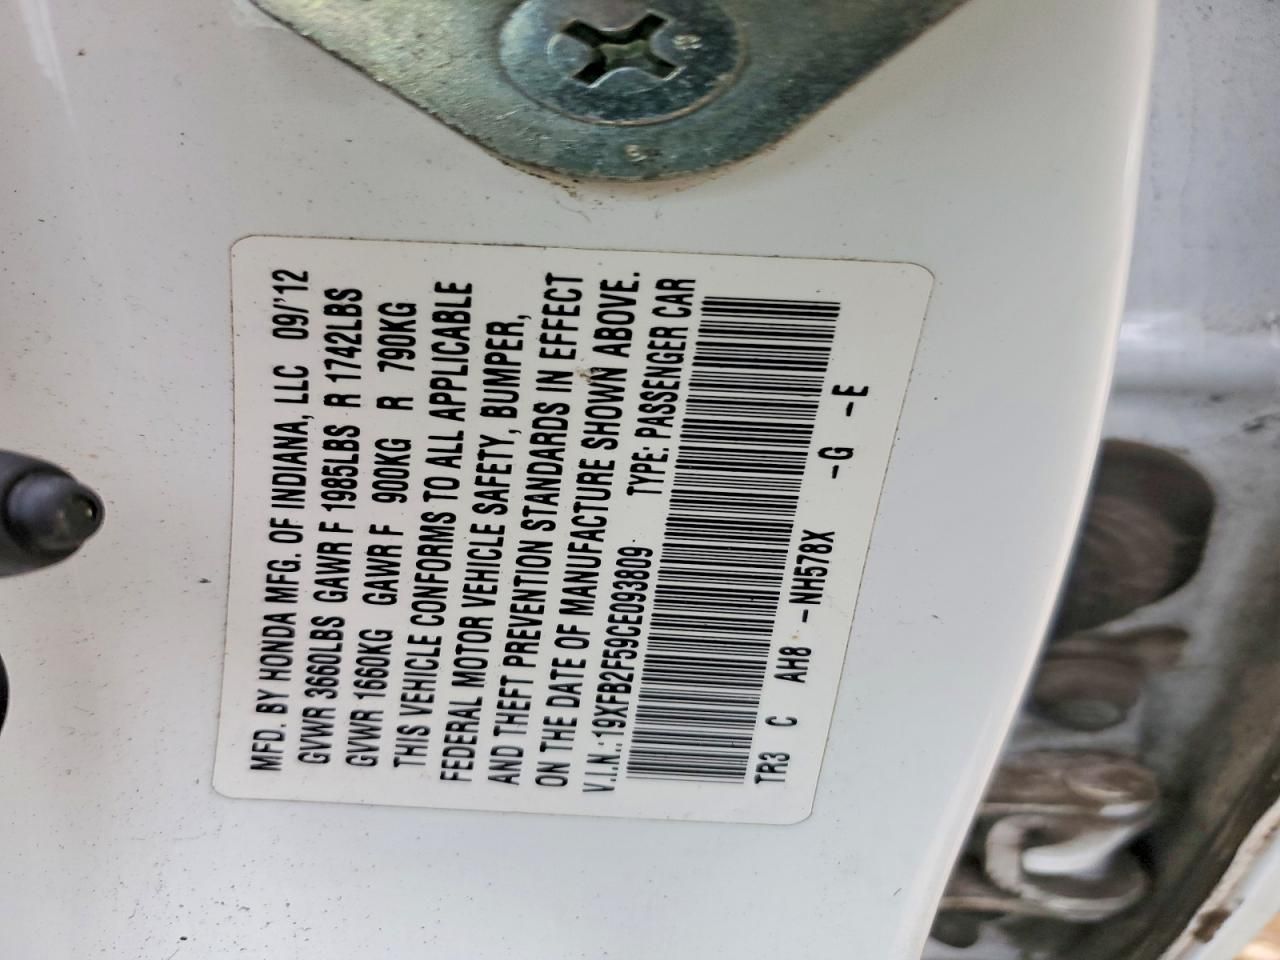 MFD. BY HONDA MFG. OF INDIANA, LLC 09/'12
GVWR 3660LBS GAWR F 1985LBS R 1742LBS
GVWR 1660KG GAWR F 900KG R 790KG
THIS VEHICLE CONFORMS TO ALL APPLICABLE
FEDERAL MOTOR VEHICLE SAFETY, BUMPER,
AND THEFT PREVENTION STANDARDS IN EFFECT
ON THE DATE OF MANUFACTURE SHOWN ABOVE.
V.I.N.: 19XFB2F59CE093809 TYPE: PASSENGER CAR
TR3 C AH8 -NH578X -G -E